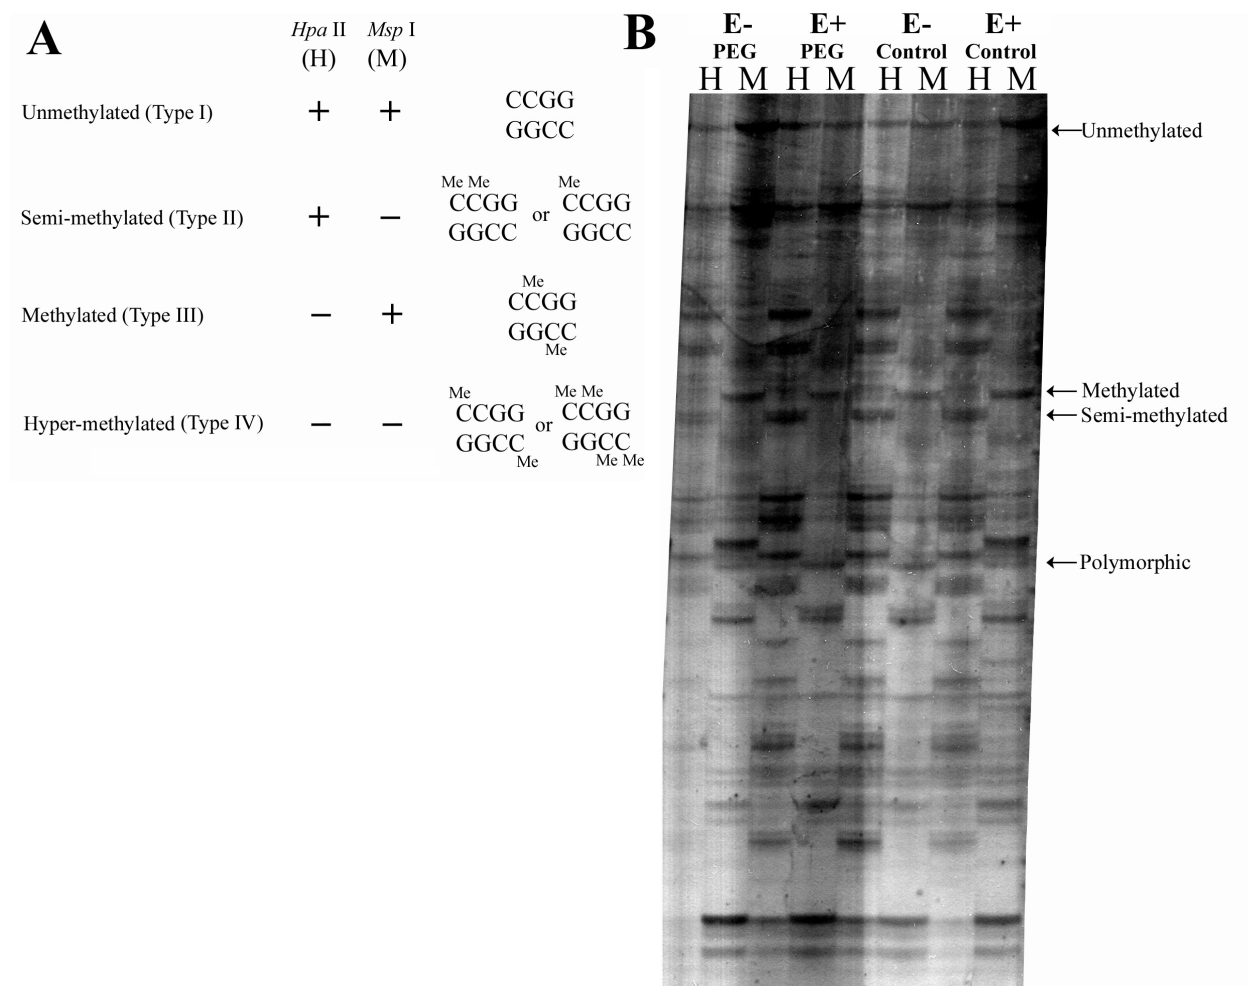 A
Hpa II Msp I
(H) (M)
Unmethylated (Type I) + + CCGG
GGCC
Me Me Me
Semi-methylated (Type II) + − CCGG or CCGG
GGCC GGCC
Me
Methylated (Type III) − + CCGG
GGCC
Me
Me Me Me
Hyper-methylated (Type IV) − − CCGG or CCGG
GGCC GGCC
Me Me Me
B
E- E+ E- E+
PEG PEG Control Control
H M H M H M H M
←Unmethylated
←Methylated
←Semi-methylated
←Polymorphic